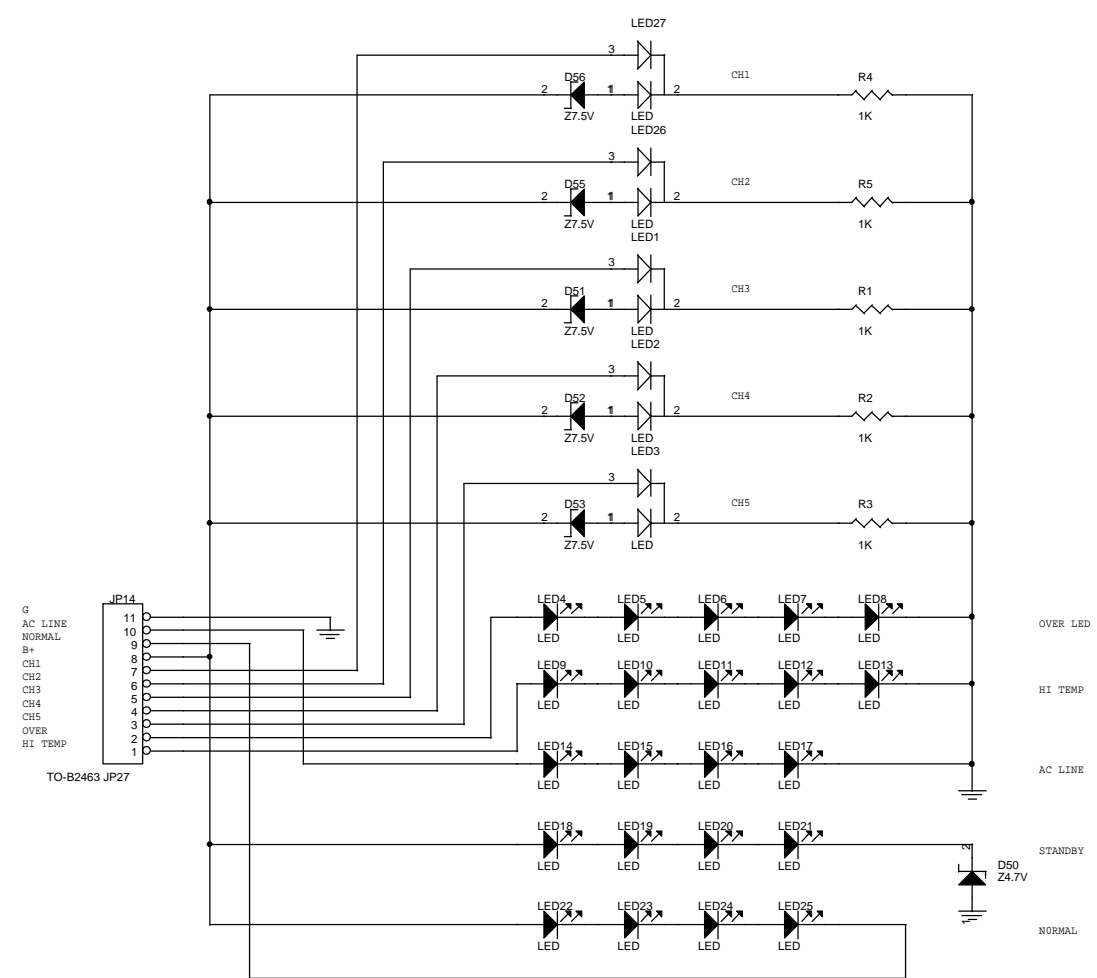 LED27
3
D56
2 1 2 CH1 R4
Z7.5V LED 1K
LED26
3
D55
2 1 2 CH2 R5
Z7.5V LED 1K
LED1
3
D51
2 1 2 CH3 R1
Z7.5V LED 1K
LED2
3
D52
2 1 2 CH4 R2
Z7.5V LED 1K
LED3
3
D53
2 1 2 CH5 R3
Z7.5V LED 1K
JP14
G 11
AC LINE 10
NORMAL 9
B+ 8
CH1 7
CH2 6
CH3 5
CH4 4
CH5 3
OVER 2
HI TEMP 1
TO-B2463 JP27
LED4 LED5 LED6 LED7 LED8
LED LED LED LED LED
OVER LED
LED9 LED10 LED11 LED12 LED13
LED LED LED LED LED
HI TEMP
LED14 LED15 LED16 LED17
LED LED LED LED
AC LINE
LED18 LED19 LED20 LED21
LED LED LED LED
STANDBY
2
D50
Z4.7V
1
LED22 LED23 LED24 LED25
LED LED LED LED
N0RMAL